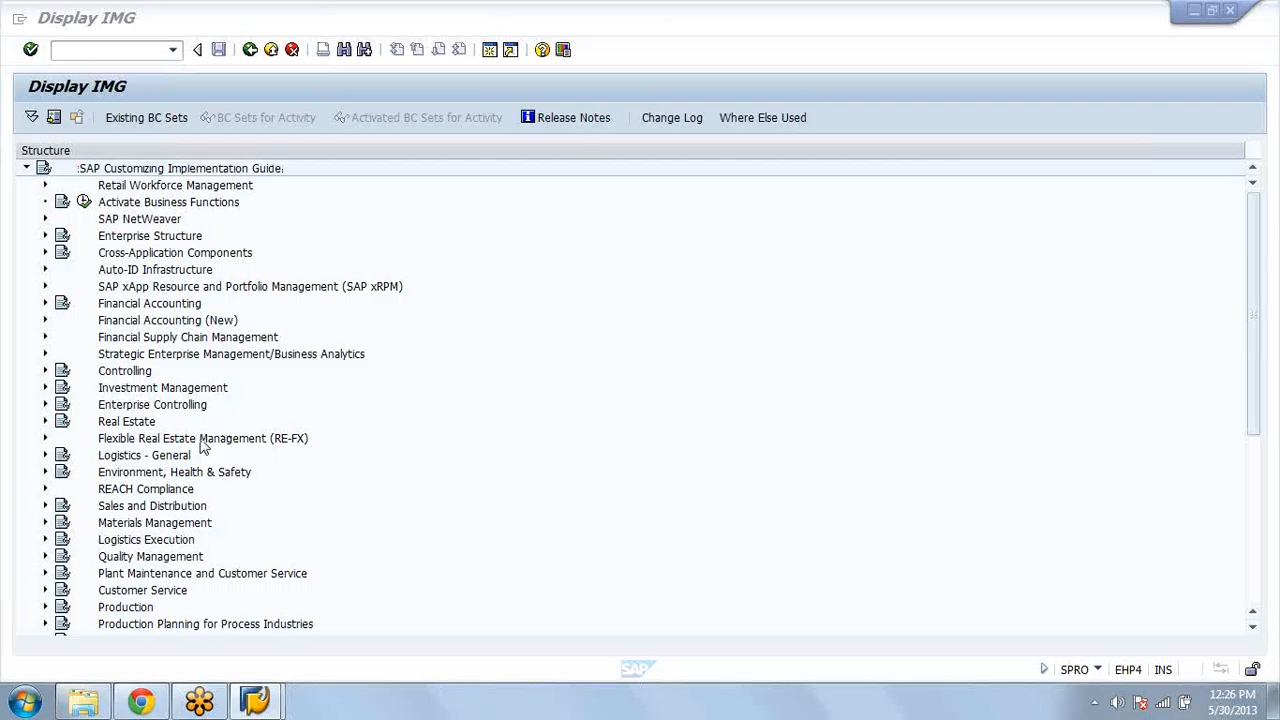 Display IMG
Display IMG
Existing BC Sets BC Sets for Activity Activated BC Sets for Activity Release Notes Change Log Where Else Used
Structure
SAP Customizing Implementation Guide
Retail Workforce Management
Activate Business Functions
SAP NetWeaver
Enterprise Structure
Cross-Application Components
Auto-ID Infrastructure
SAP xApp Resource and Portfolio Management (SAP xRPM)
Financial Accounting
Financial Accounting (New)
Financial Supply Chain Management
Strategic Enterprise Management/Business Analytics
Controlling
Investment Management
Enterprise Controlling
Real Estate
Flexible Real Estate Management (RE-FX)
Logistics - General
Environment, Health & Safety
REACH Compliance
Sales and Distribution
Materials Management
Logistics Execution
Quality Management
Plant Maintenance and Customer Service
Customer Service
Production
Production Planning for Process Industries
SAP
SPRO EHP4 INS
12:26 PM
5/30/2013